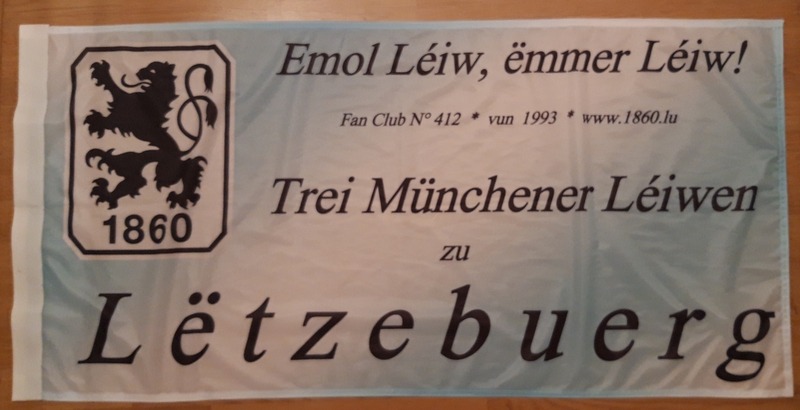 Emol Léiw, ëmmer Léiw!
Fan Club N° 412 * vun 1993 * www.1860.lu
Trei Münchener Léiwen
zu
Lëtzebuerg
1860